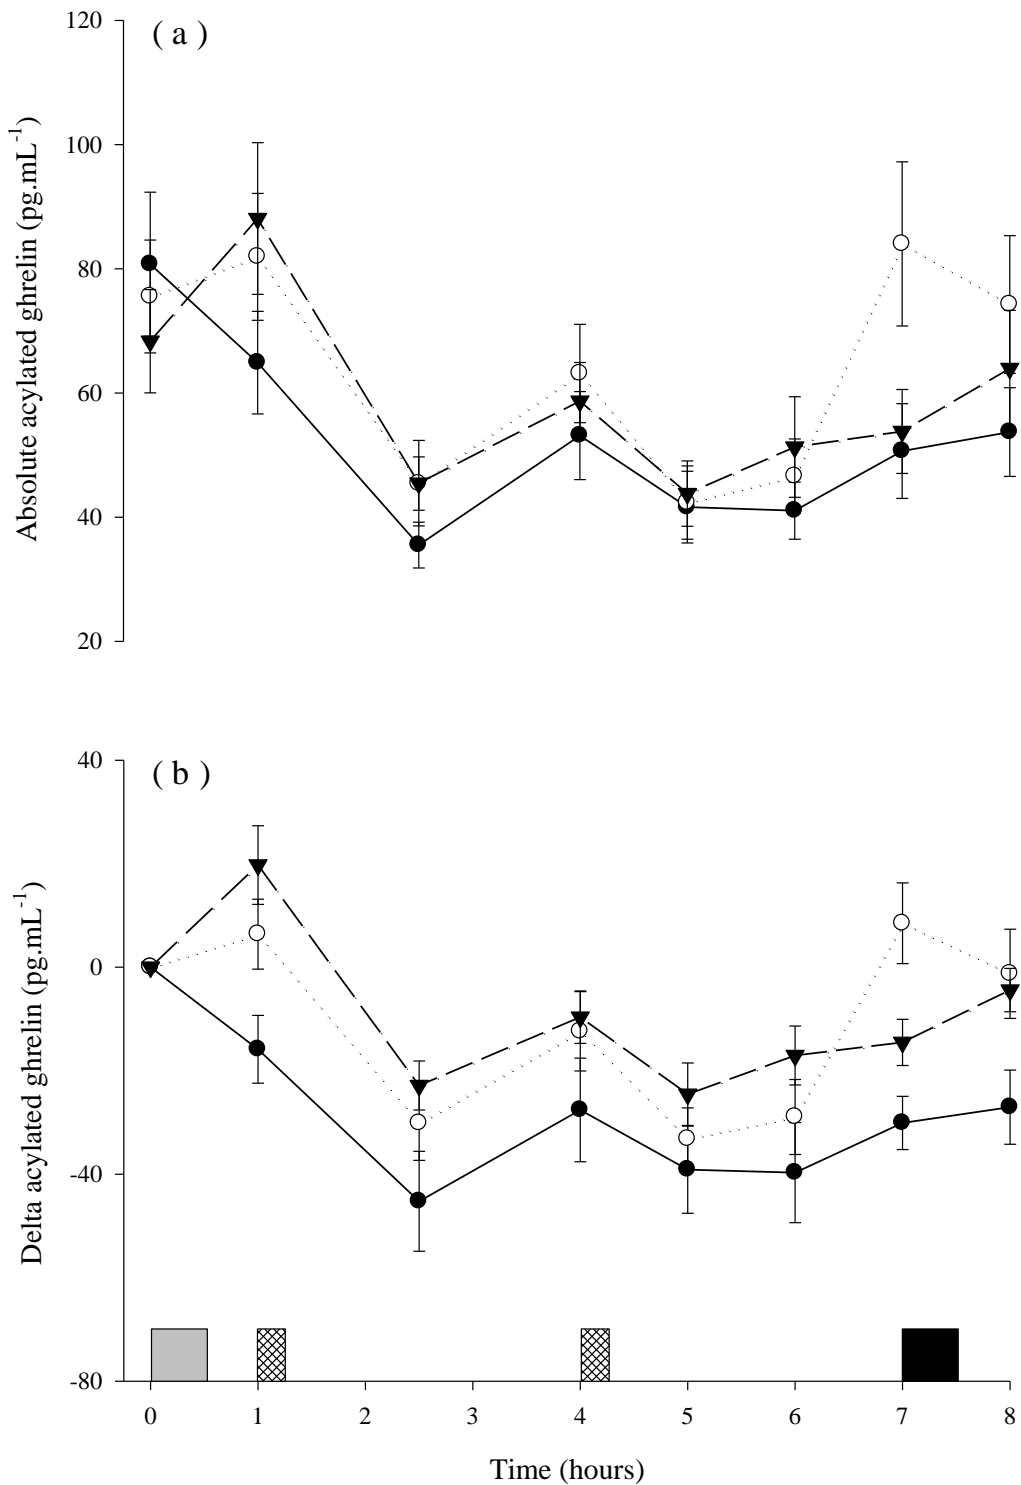 ( a )
Absolute acylated ghrelin (pg.mL-1)
120
100
80
60
40
20
( b )
Delta acylated ghrelin (pg.mL-1)
40
0
-40
-80
0 1 2 3 4 5 6 7 8
Time (hours)